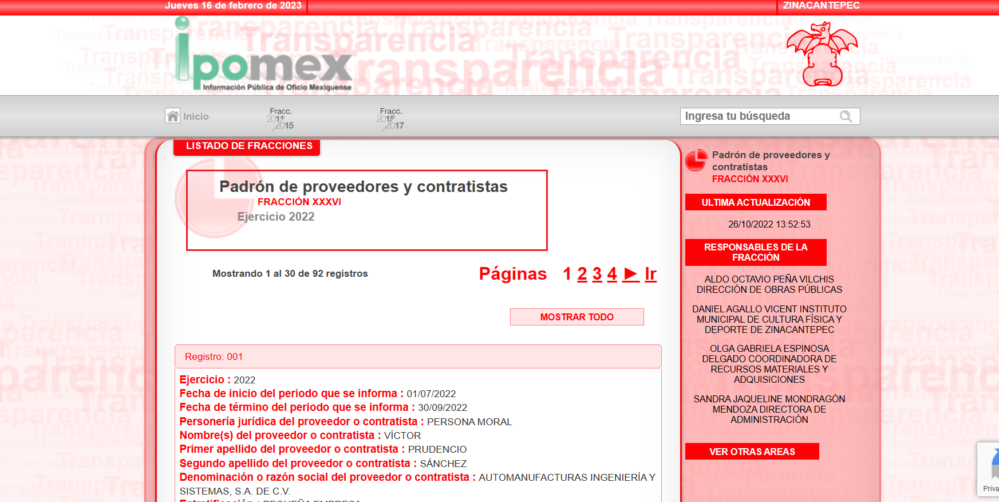 Jueves 16 de febrero de 2023
ZINACANTEPEC
ipomex
Información Pública de Oficio Mexiquense
Inicio
Fracc.
2011/2015
Fracc.
2015/2017
Ingresa tu búsqueda
LISTADO DE FRACCIONES
Padrón de proveedores y contratistas
FRACCIÓN XXXVI
Ejercicio 2022
Mostrando 1 al 30 de 92 registros
Páginas 1 2 3 4 ► Ir
MOSTRAR TODO
Registro: 001
Ejercicio : 2022
Fecha de inicio del periodo que se informa : 01/07/2022
Fecha de término del periodo que se informa : 30/09/2022
Personería jurídica del proveedor o contratista : PERSONA MORAL
Nombre(s) del proveedor o contratista : VÍCTOR
Primer apellido del proveedor o contratista : PRUDENCIO
Segundo apellido del proveedor o contratista : SÁNCHEZ
Denominación o razón social del proveedor o contratista : AUTOMANUFACTURAS INGENIERÍA Y
SISTEMAS, S.A. DE C.V.
Estratificación : PEQUEÑA EMPRESA
Padrón de proveedores y
contratistas
FRACCIÓN XXXVI
ULTIMA ACTUALIZACIÓN
26/10/2022 13:52:53
RESPONSABLES DE LA
FRACCIÓN
ALDO OCTAVIO PEÑA VILCHIS
DIRECCIÓN DE OBRAS PÚBLICAS
DANIEL AGALLO VICENT INSTITUTO
MUNICIPAL DE CULTURA FÍSICA Y
DEPORTE DE ZINACANTEPEC
OLGA GABRIELA ESPINOSA
DELGADO COORDINADORA DE
RECURSOS MATERIALES Y
ADQUISICIONES
SANDRA JAQUELINE MONDRAGÓN
MENDOZA DIRECTORA DE
ADMINISTRACIÓN
VER OTRAS AREAS
Priva